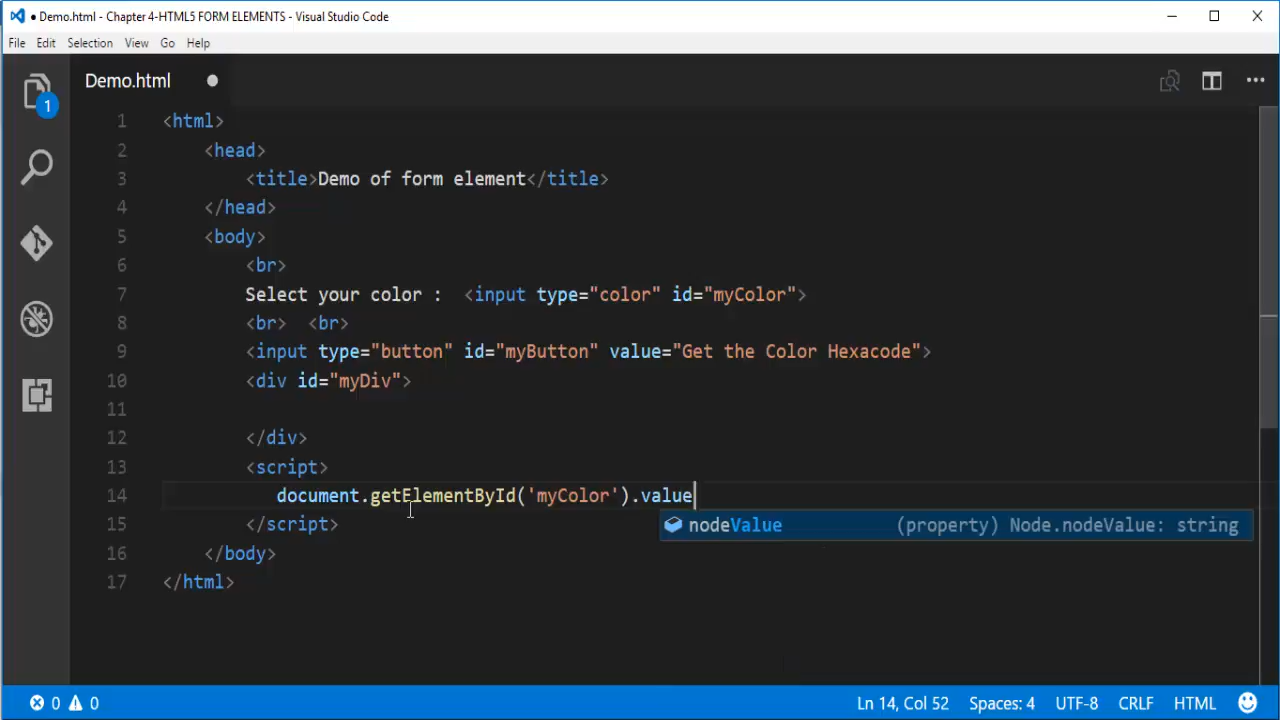 ● Demo.html - Chapter 4-HTML5 FORM ELEMENTS - Visual Studio Code
File Edit Selection View Go Help
1
Demo.html ●
1 <html>
2 <head>
3 <title>Demo of form element</title>
4 </head>
5 <body>
6 <br>
7 Select your color :  <input type="color" id="myColor">
8 <br>  <br>
9 <input type="button" id="myButton" value="Get the Color Hexacode">
10 <div id="myDiv">
11
12 </div>
13 <script>
14 document.getElementById('myColor').value
nodeValue (property) Node.nodeValue: string
15 </script>
16 </body>
17 </html>
0 0 Ln 14, Col 52 Spaces: 4 UTF-8 CRLF HTML